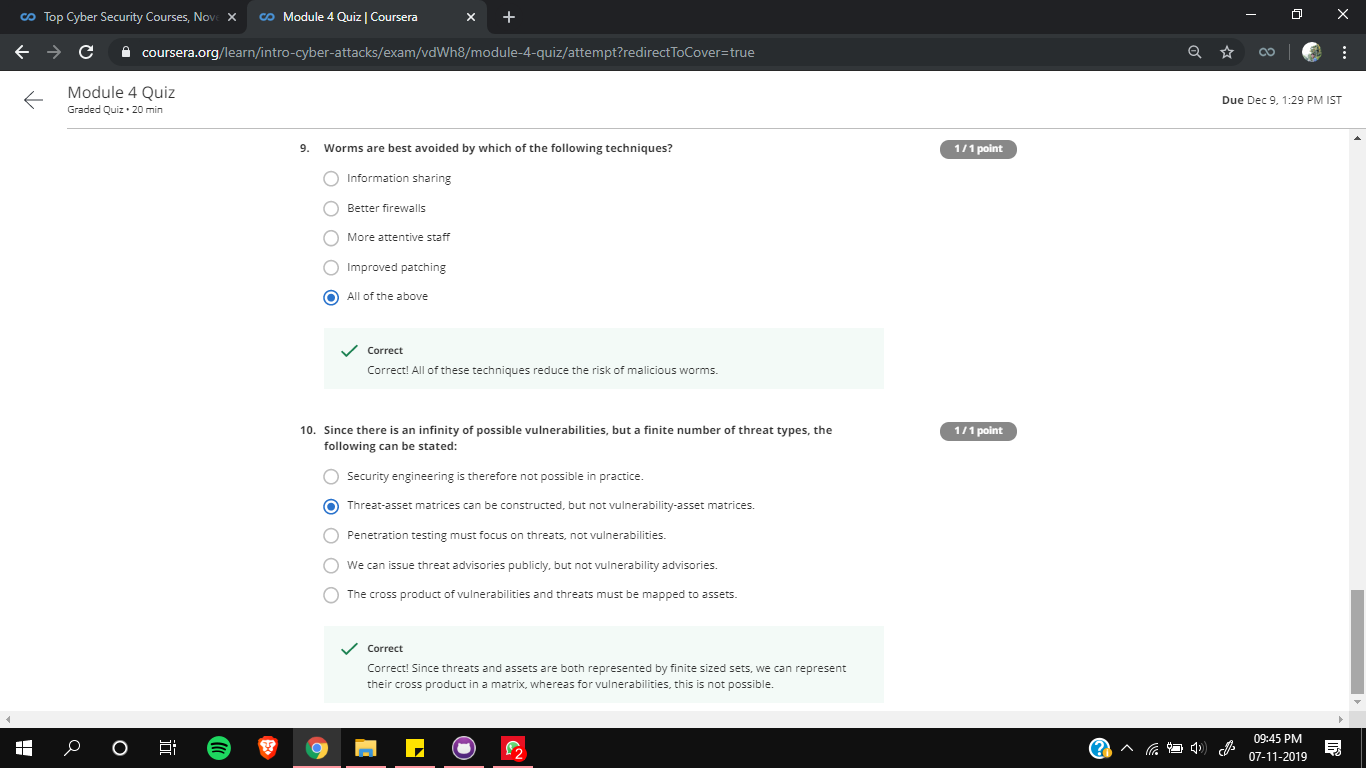 Top Cyber Security Courses, Nov
Module 4 Quiz | Coursera
coursera.org/learn/intro-cyber-attacks/exam/vdWh8/module-4-quiz/attempt?redirectToCover=true
Module 4 Quiz
Graded Quiz • 20 min
Due Dec 9, 1:29 PM IST
9. Worms are best avoided by which of the following techniques?
1 / 1 point
Information sharing
Better firewalls
More attentive staff
Improved patching
All of the above
Correct
Correct! All of these techniques reduce the risk of malicious worms.
10. Since there is an infinity of possible vulnerabilities, but a finite number of threat types, the
following can be stated:
1 / 1 point
Security engineering is therefore not possible in practice.
Threat-asset matrices can be constructed, but not vulnerability-asset matrices.
Penetration testing must focus on threats, not vulnerabilities.
We can issue threat advisories publicly, but not vulnerability advisories.
The cross product of vulnerabilities and threats must be mapped to assets.
Correct
Correct! Since threats and assets are both represented by finite sized sets, we can represent
their cross product in a matrix, whereas for vulnerabilities, this is not possible.
2
09:45 PM
07-11-2019